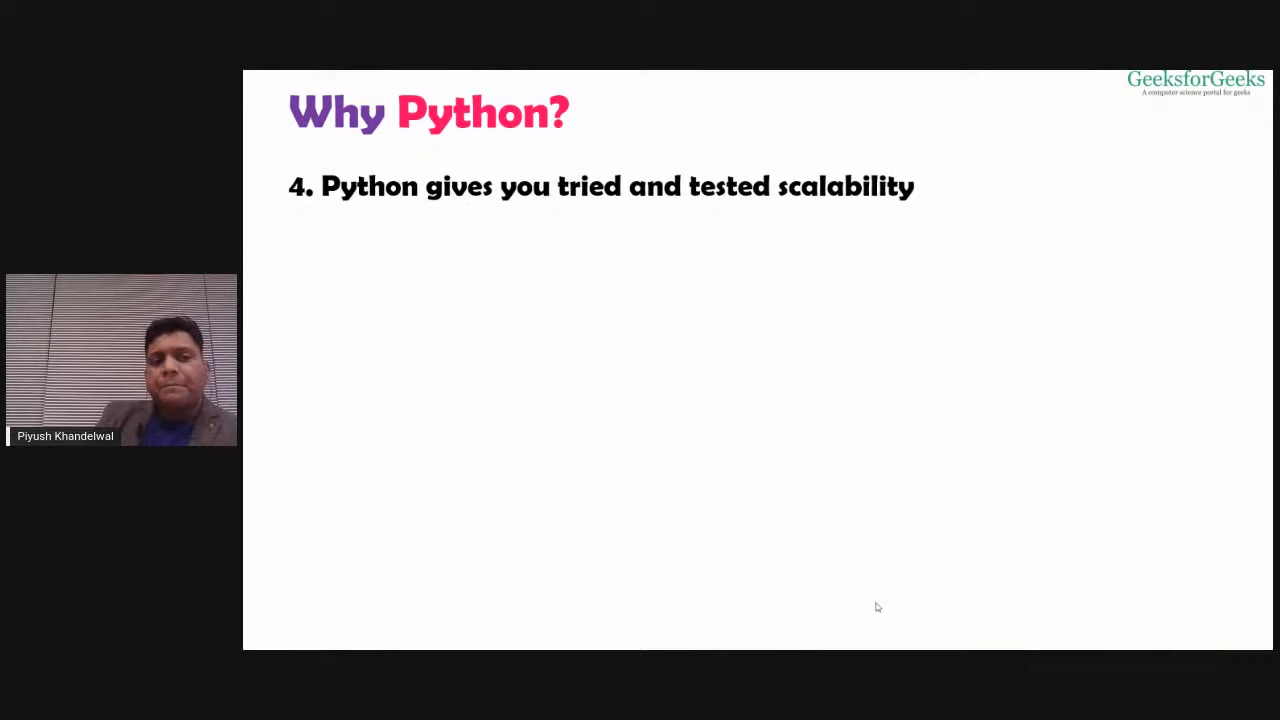 GeeksforGeeks
A computer science portal for geeks
Why Python?
4. Python gives you tried and tested scalability
Piyush Khandelwal